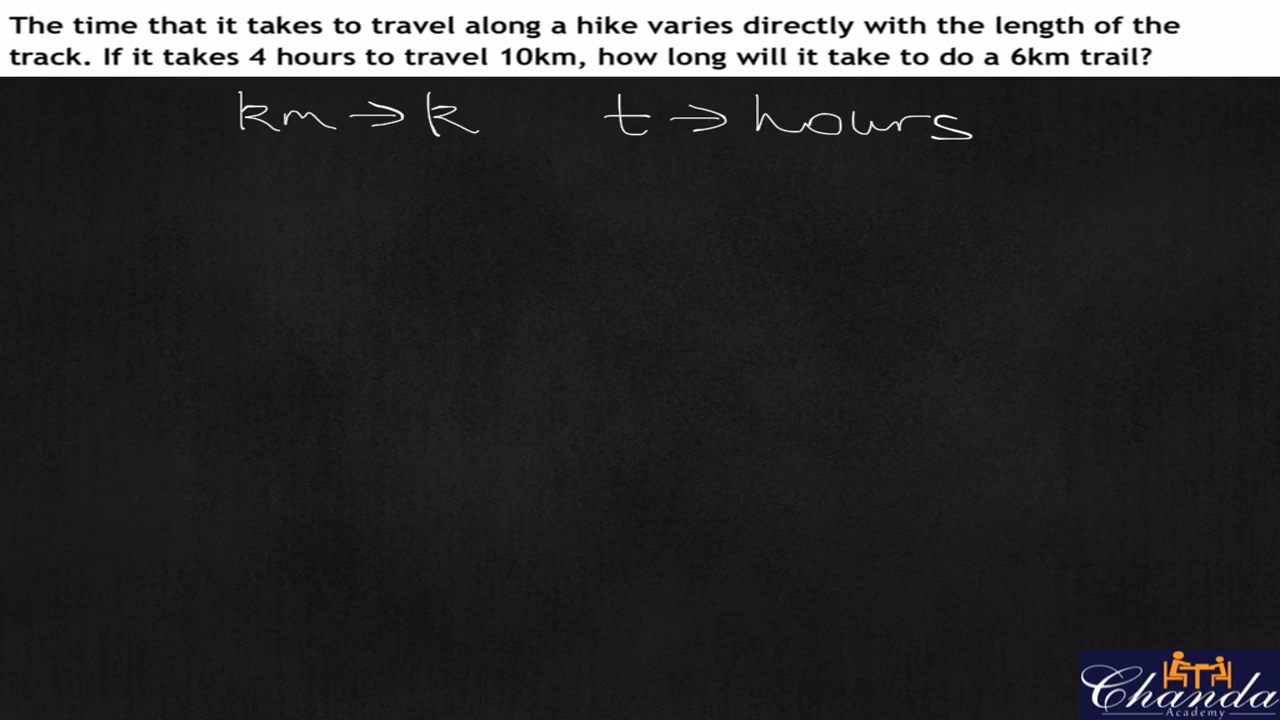 The time that it takes to travel along a hike varies directly with the length of the
track. If it takes 4 hours to travel 10km, how long will it take to do a 6km trail?
km → k t → hours
Chanda
Academy